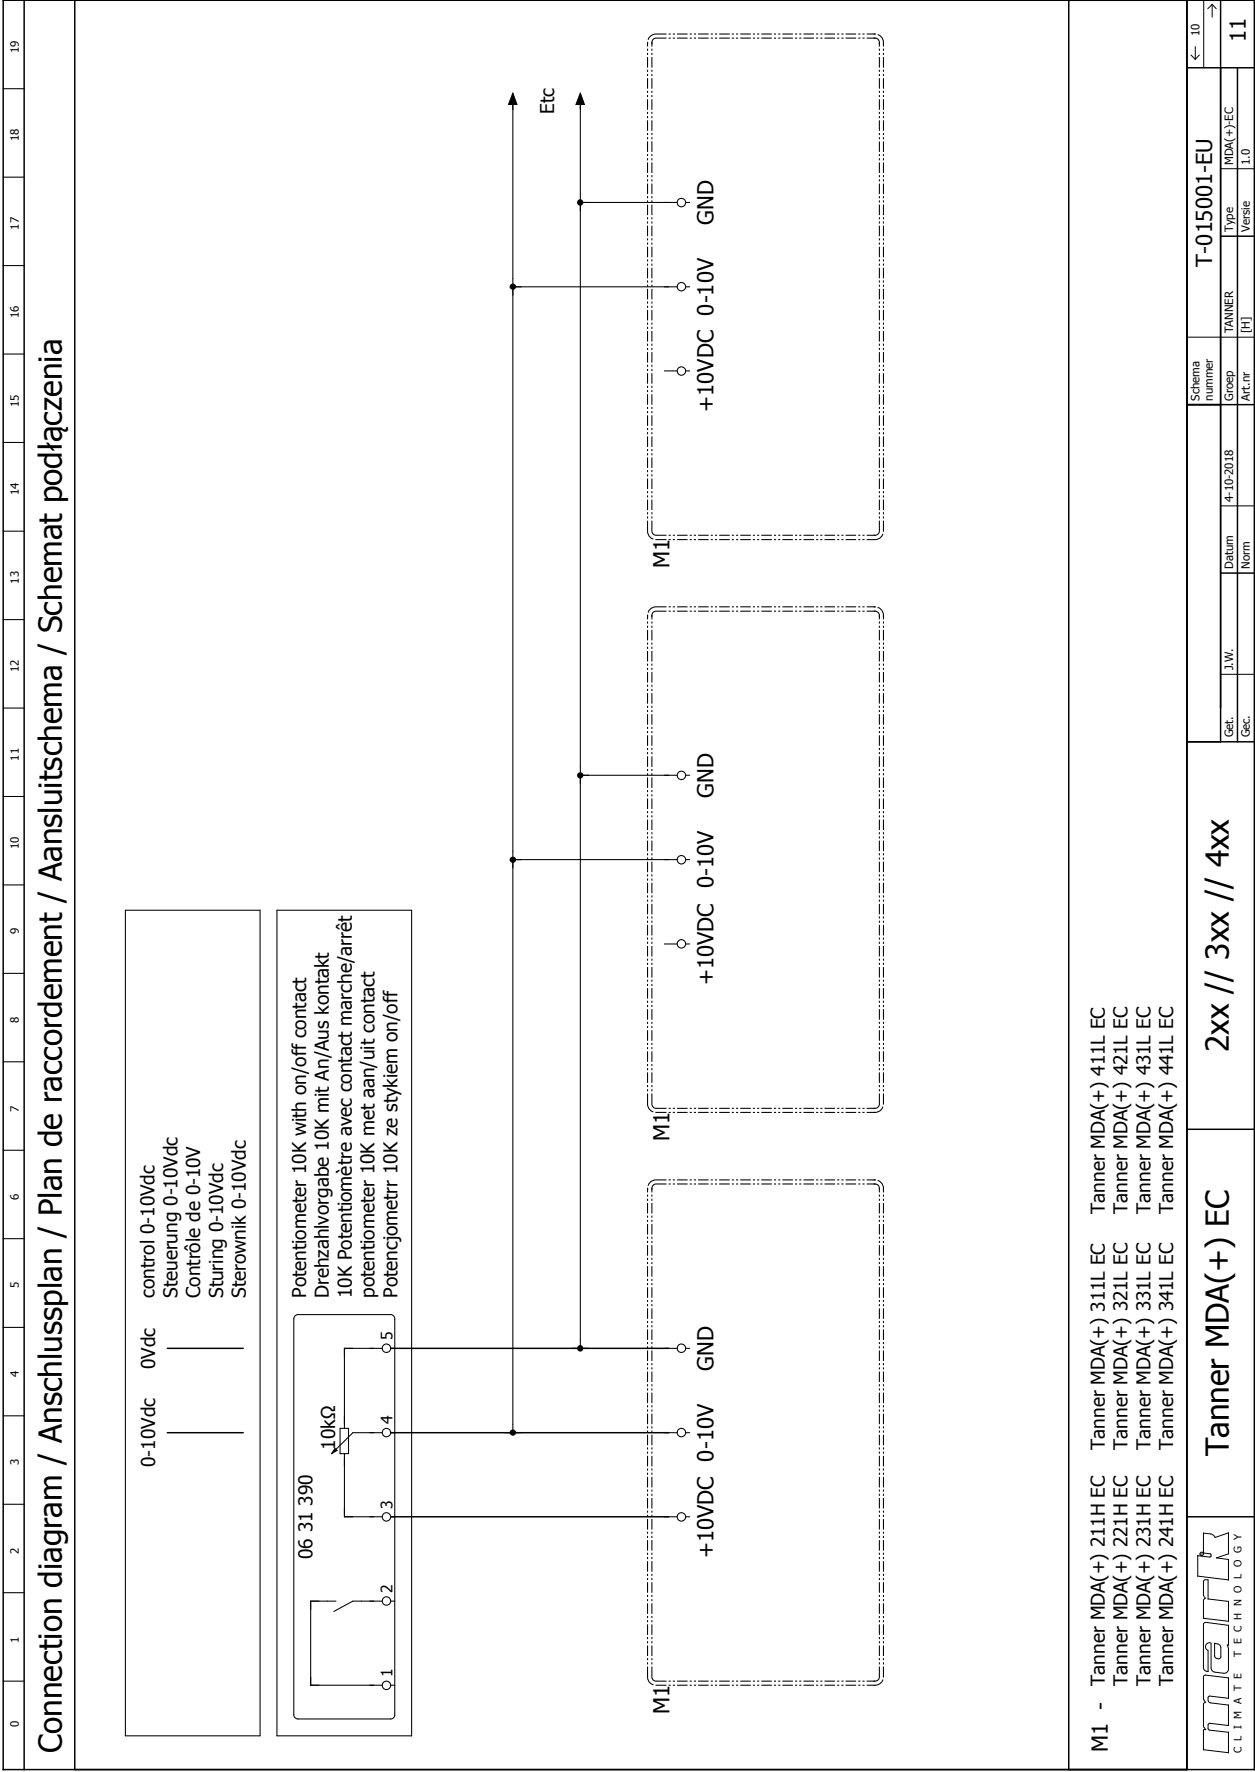 0 1 2 3 4 5 6 7 8 9 10 11 12 13 14 15 16 17 18 19
Connection diagram / Anschlussplan / Plan de raccordement / Aansluitschema / Schemat podłączenia
0-10Vdc 0Vdc
control 0-10Vdc
Steuerung 0-10Vdc
Contrôle de 0-10V
Sturing 0-10Vdc
Sterownik 0-10Vdc
06 31 390
10kΩ
1 2 3 4 5
Potentiometer 10K with on/off contact
Drehzahlvorgabe 10K mit An/Aus kontakt
10K Potentiomètre avec contact marche/arrêt
potentiometer 10K met aan/uit contact
Potencjometrr 10K ze stykiem on/off
Etc
M1
+10VDC 0-10V GND
M1
+10VDC 0-10V GND
M1
+10VDC 0-10V GND
M1 - Tanner MDA(+) 211H EC Tanner MDA(+) 311L EC Tanner MDA(+) 411L EC
Tanner MDA(+) 221H EC Tanner MDA(+) 321L EC Tanner MDA(+) 421L EC
Tanner MDA(+) 231H EC Tanner MDA(+) 331L EC Tanner MDA(+) 431L EC
Tanner MDA(+) 241H EC Tanner MDA(+) 341L EC Tanner MDA(+) 441L EC
mark
CLIMATE TECHNOLOGY
Tanner MDA(+) EC
2xx // 3xx // 4xx
Get. J.W. Datum 4-10-2018
Gec. Norm
Schema
nummer
T-015001-EU
Groep TANNER Type MDA(+)-EC
Art.nr [H] Versie 1.0
← 10
→
11